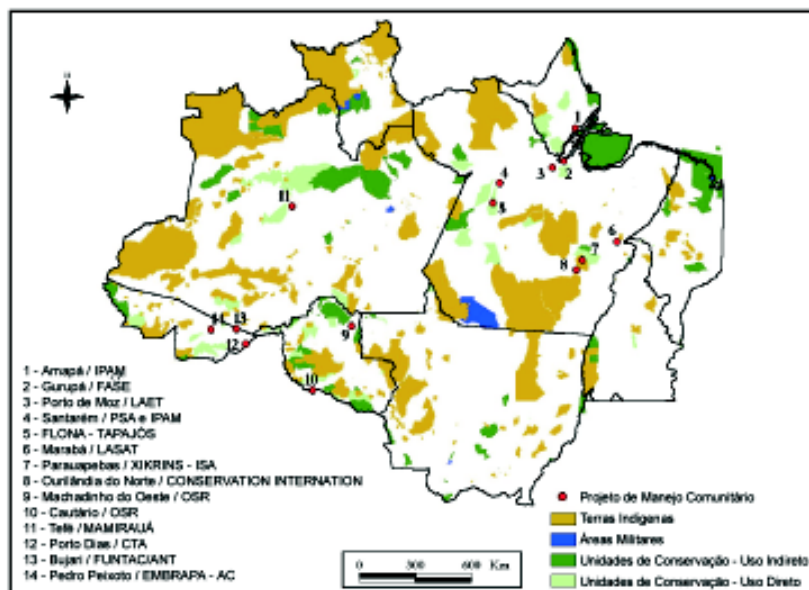 1
2
3
4
5
6
7
8
9
10
11
12
13
1 - Amapá / IPAM
2 - Gurupá / FASE
3 - Porto de Moz / LAET
4 - Santarém / PSA e IPAM
5 - FLONA - TAPAJÓS
6 - Marabá / LASAT
7 - Parauapebas / XIKRINS - ISA
8 - Ourilândia do Norte / CONSERVATION INTERNATION
9 - Machadinho do Oeste / OSR
10 - Cautário / OSR
11 - Tefé / MAMIRAUÁ
12 - Porto Dias / CTA
13 - Bujari / FUNTAC/ANT
14 - Pedro Peixoto / EMBRAPA - AC
0 300 600 Km
Projeto de Manejo Comunitário
Terras Indígenas
Áreas Militares
Unidades de Conservação - Uso Indireto
Unidades de Conservação - Uso Direto